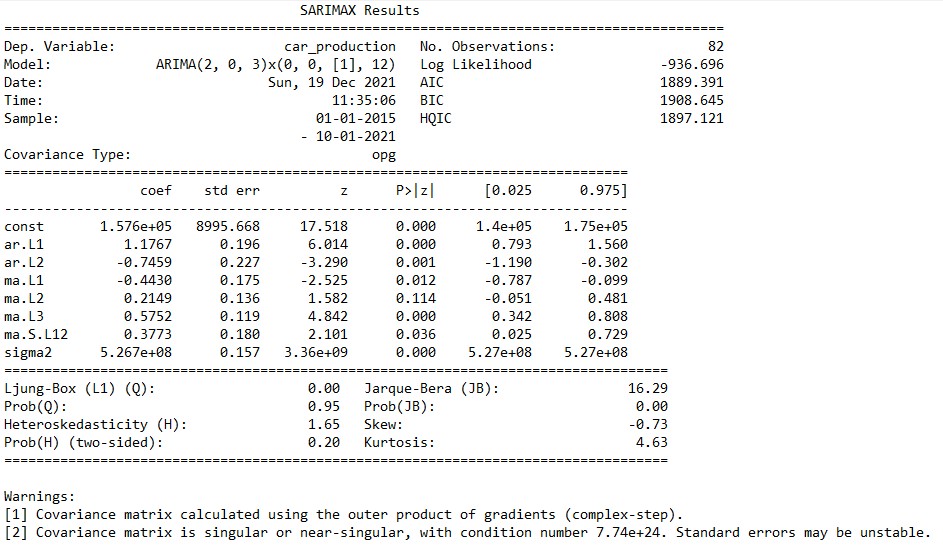 SARIMAX Results
==========================================================================================
Dep. Variable: car_production No. Observations: 82
Model: ARIMA(2, 0, 3)x(0, 0, [1], 12) Log Likelihood -936.696
Date: Sun, 19 Dec 2021 AIC 1889.391
Time: 11:35:06 BIC 1908.645
Sample: 01-01-2015 HQIC 1897.121
- 10-01-2021
Covariance Type: opg
==============================================================================
coef std err z P>|z| [0.025 0.975]
------------------------------------------------------------------------------
const 1.576e+05 8995.668 17.518 0.000 1.4e+05 1.75e+05
ar.L1 1.1767 0.196 6.014 0.000 0.793 1.560
ar.L2 -0.7459 0.227 -3.290 0.001 -1.190 -0.302
ma.L1 -0.4430 0.175 -2.525 0.012 -0.787 -0.099
ma.L2 0.2149 0.136 1.582 0.114 -0.051 0.481
ma.L3 0.5752 0.119 4.842 0.000 0.342 0.808
ma.S.L12 0.3773 0.180 2.101 0.036 0.025 0.729
sigma2 5.267e+08 0.157 3.36e+09 0.000 5.27e+08 5.27e+08
===================================================================================
Ljung-Box (L1) (Q): 0.00 Jarque-Bera (JB): 16.29
Prob(Q): 0.95 Prob(JB): 0.00
Heteroskedasticity (H): 1.65 Skew: -0.73
Prob(H) (two-sided): 0.20 Kurtosis: 4.63
===================================================================================
Warnings:
[1] Covariance matrix calculated using the outer product of gradients (complex-step).
[2] Covariance matrix is singular or near-singular, with condition number 7.74e+24. Standard errors may be unstable.